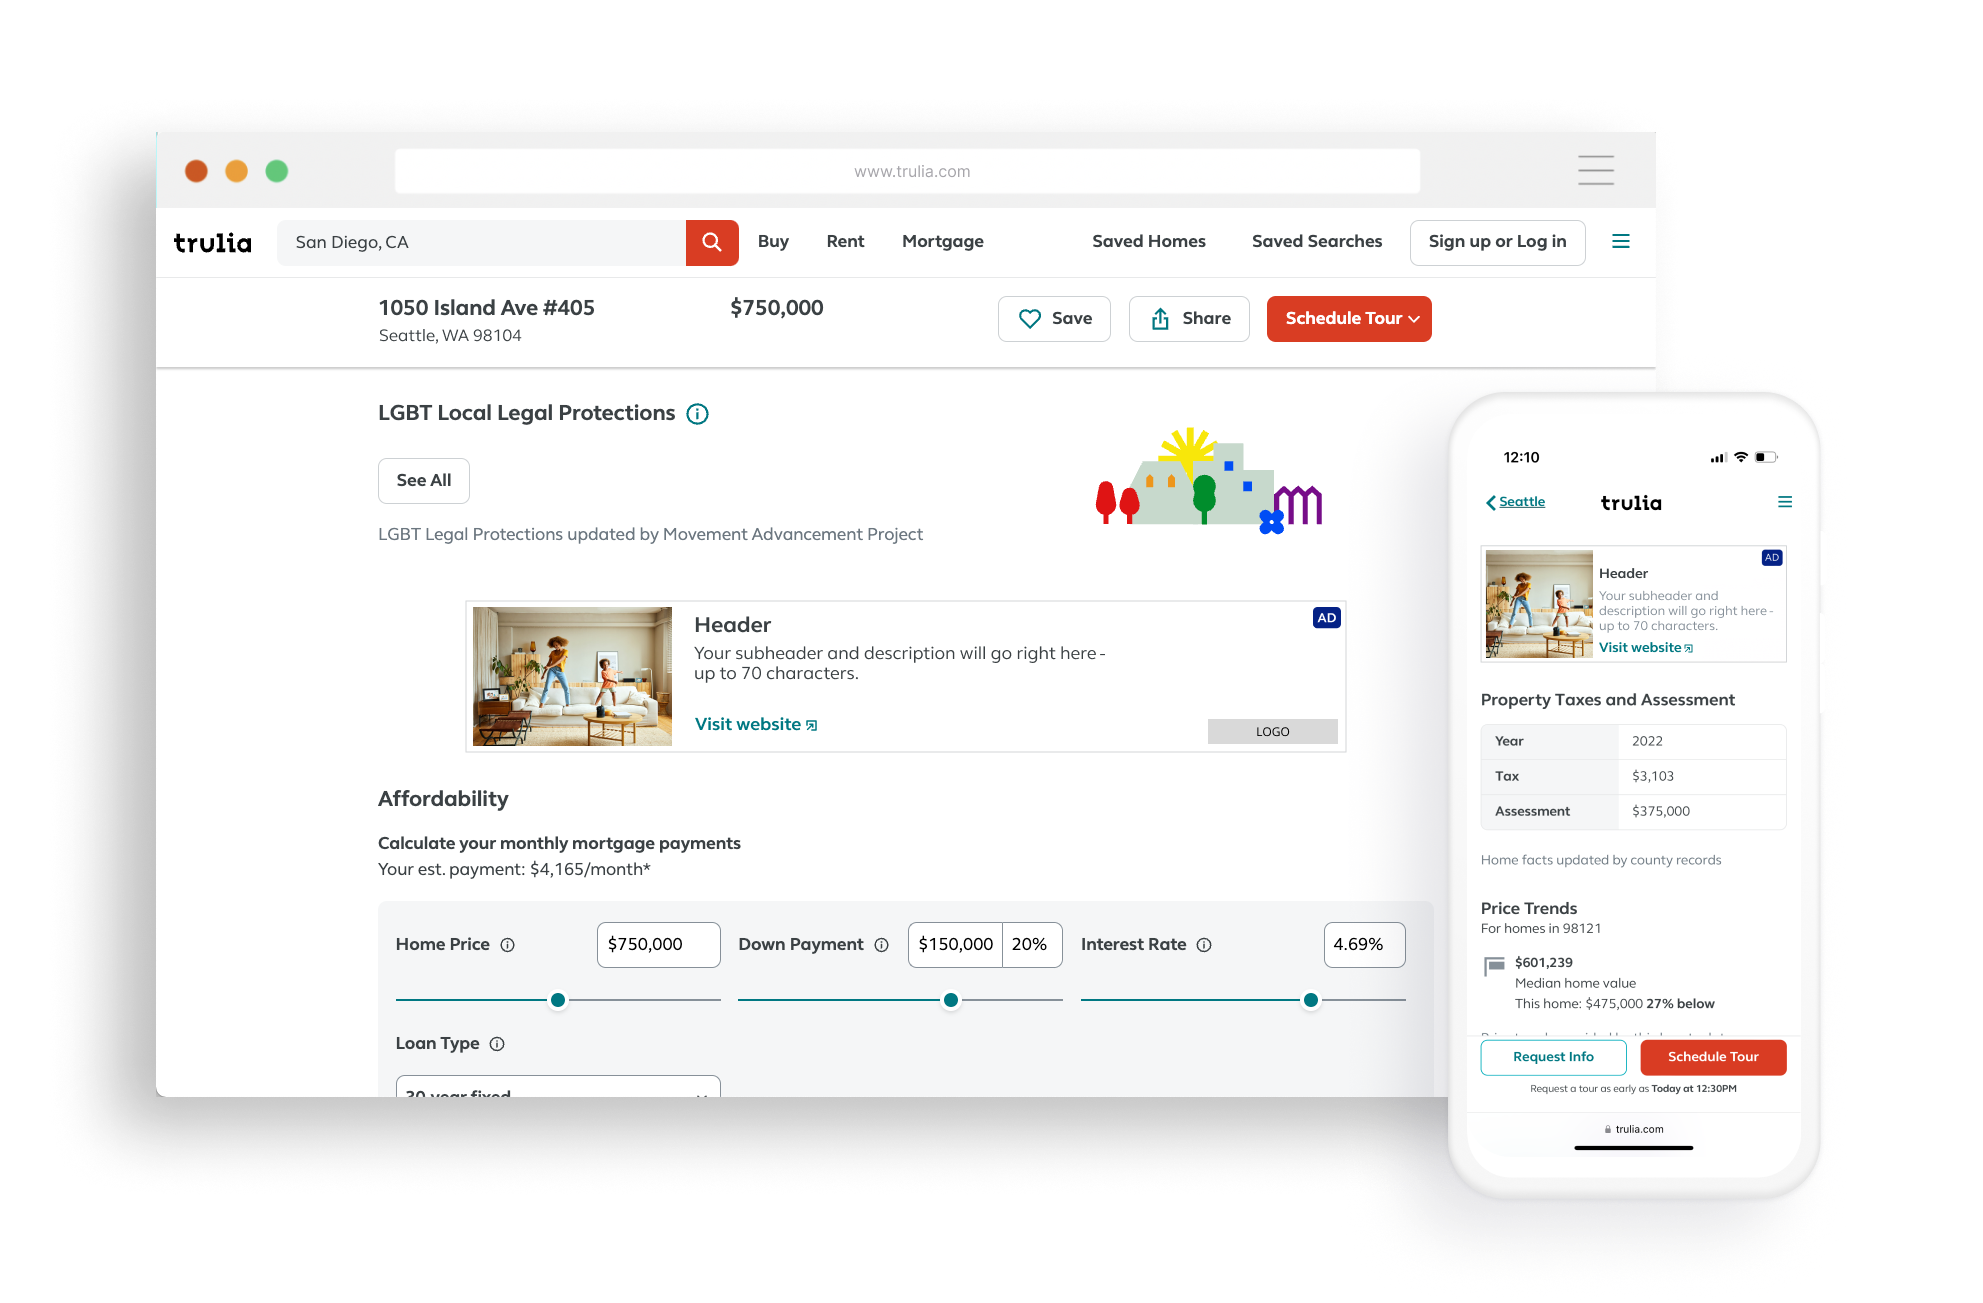 www.trulia.com
trulia
San Diego, CA
Buy
Rent
Mortgage
Saved Homes
Saved Searches
Sign up or Log in
1050 Island Ave #405
$750,000
Save
Share
Schedule Tour
Seattle, WA 98104
LGBT Local Legal Protections
See All
LGBT Legal Protections updated by Movement Advancement Project
Header
AD
Your subheader and description will go right here -
up to 70 characters.
Visit website
LOGO
Affordability
Calculate your monthly mortgage payments
Your est. payment: $4,165/month*
Home Price
$750,000
Down Payment
$150,000
20%
Interest Rate
4.69%
Loan Type
30 year fixed
12:10
Seattle
trulia
AD
Header
Your subheader and
description will go right here -
up to 70 characters.
Visit website
Property Taxes and Assessment
Year
2022
Tax
$3,103
Assessment
$375,000
Home facts updated by county records
Price Trends
For homes in 98121
$601,239
Median home value
This home: $475,000 27% below
Request Info
Schedule Tour
Request a tour as early as Today at 12:30PM
trulia.com